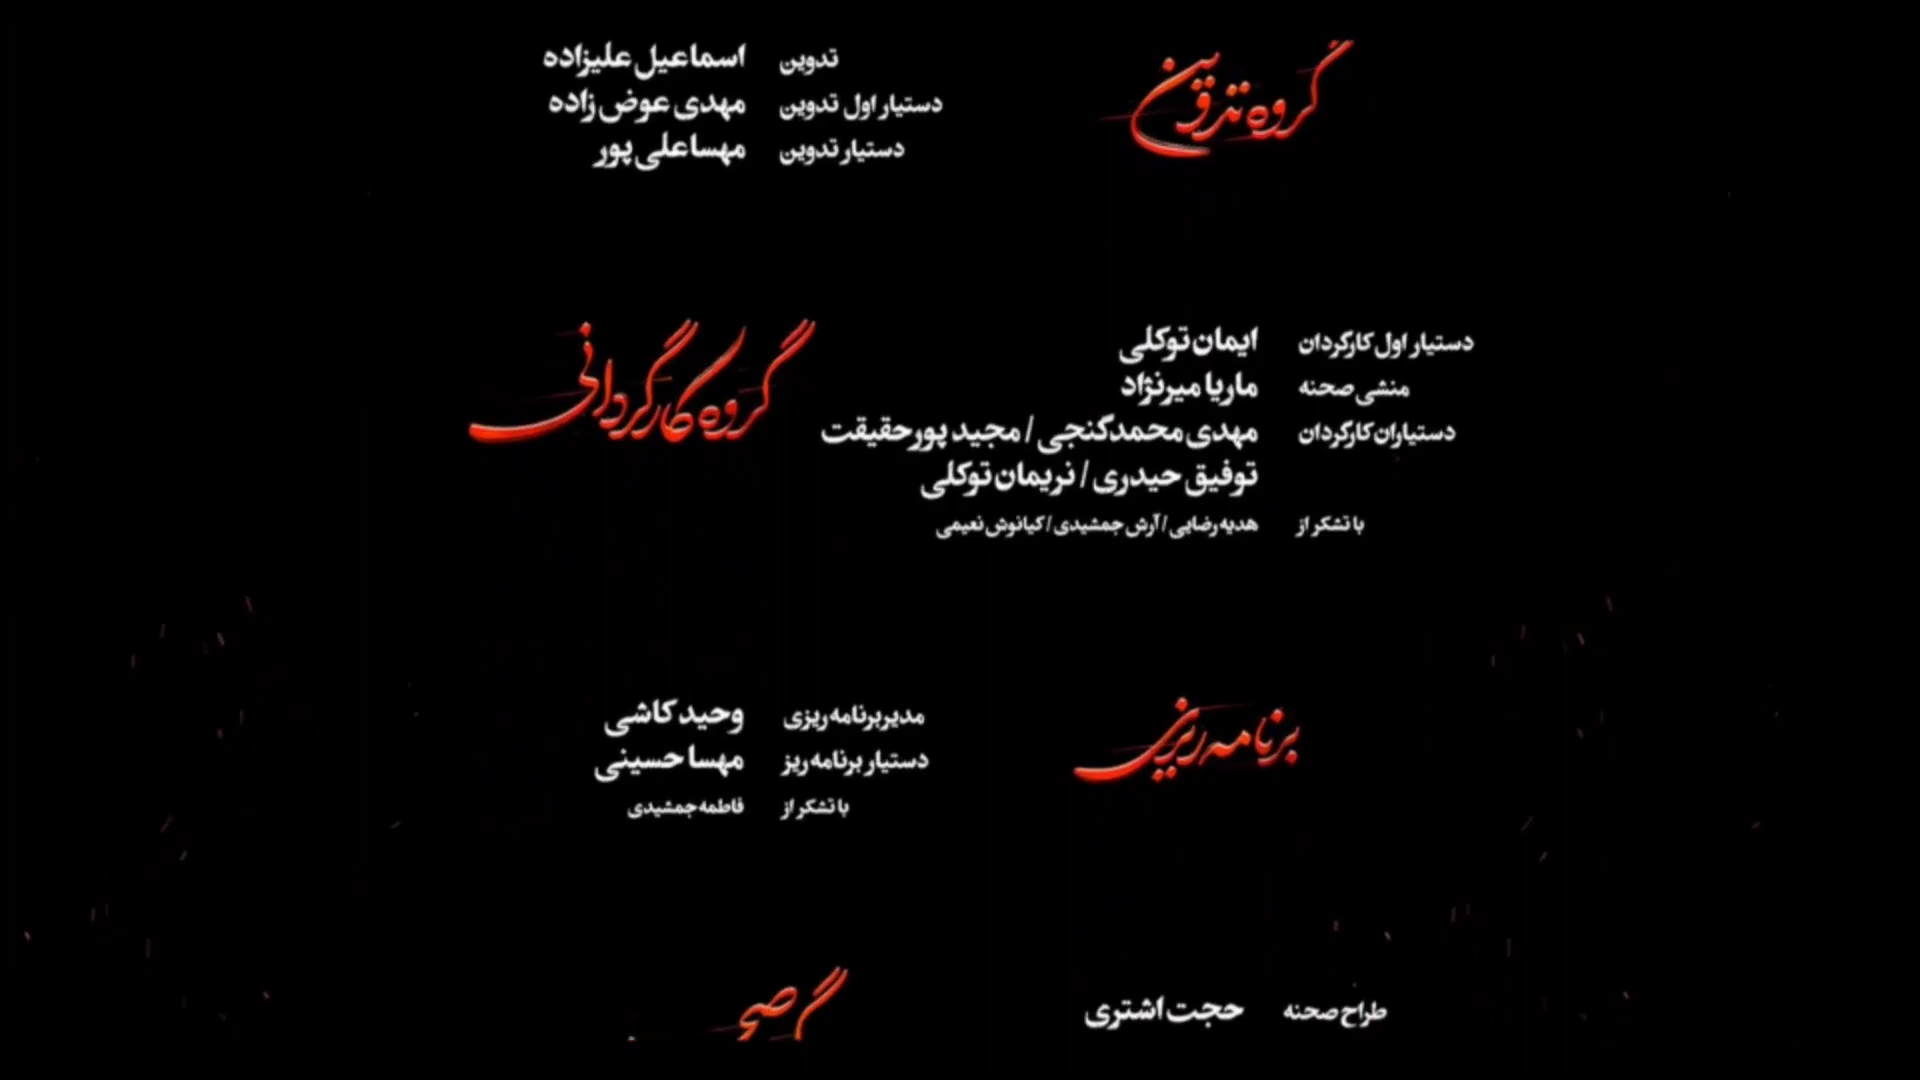 گروه تدوین
تدوین اسماعیل علیزاده
دستیار اول تدوین مهدی عوض زاده
دستیار تدوین مهسا علی پور
گروه کارگردانی
دستیار اول کارگردان ایمان توکلی
منشی صحنه ماریا میرنژاد
دستیاران کارگردان مهدی محمدگنجی / مجید پورحقیقت
توفیق حیدری / نریمان توکلی
با تشکر از هدیه رضایی / آرش جمشیدی / کیانوش نعیمی
برنامه ریزی
مدیر برنامه ریزی وحید کاشی
دستیار برنامه ریز مهسا حسینی
با تشکر از فاطمه جمشیدی
طراح صحنه حجت اشتری